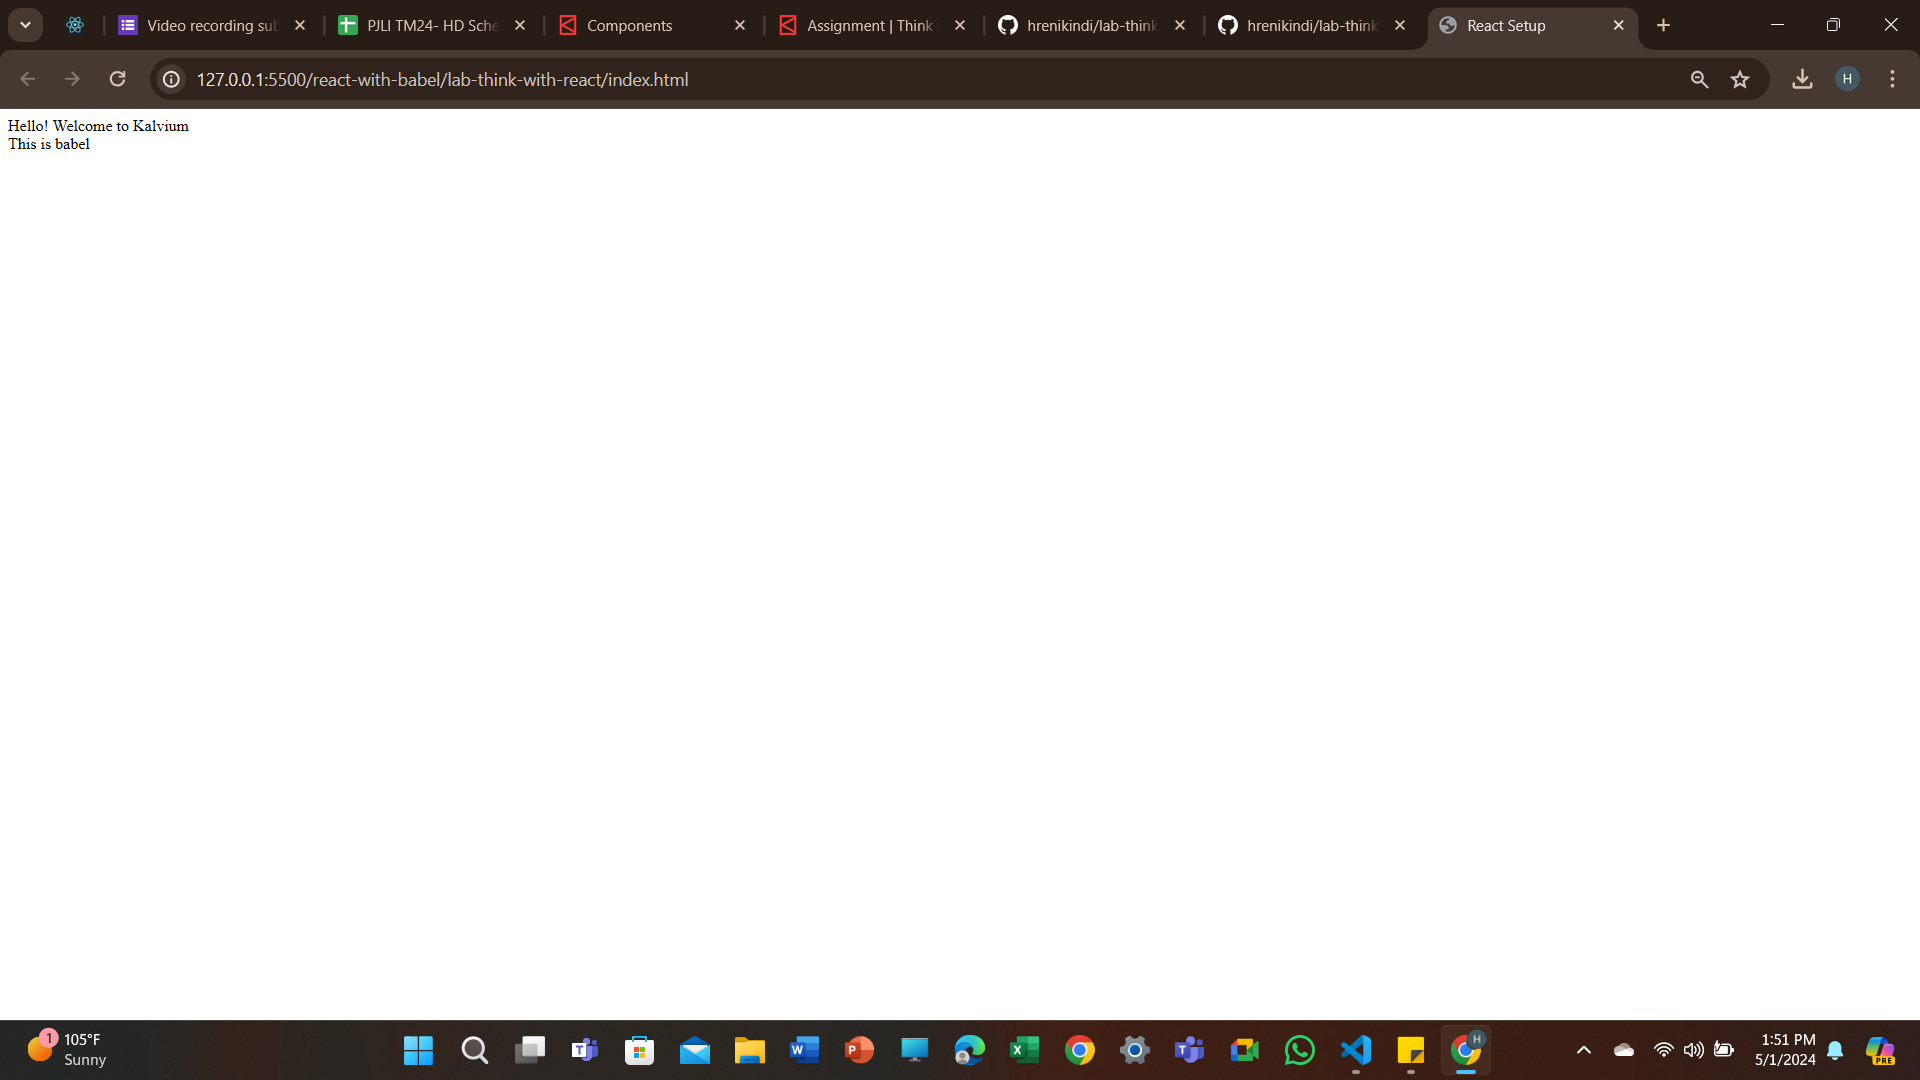 Video recording sub
PJLI TM24- HD Sche
Components
Assignment | Think
hrenikindi/lab-think
hrenikindi/lab-think
React Setup
127.0.0.1:5500/react-with-babel/lab-think-with-react/index.html
H
Hello! Welcome to Kalvium
This is babel
1
105°F
Sunny
T
W
P
X
T
H
1:51 PM
5/1/2024
PRE